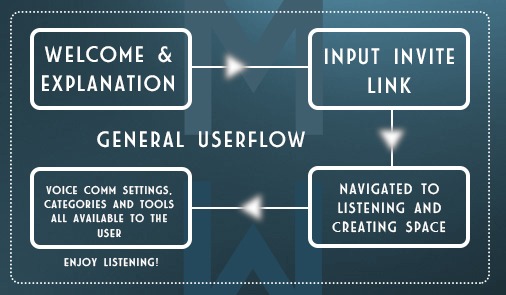 WELCOME &
EXPLANATION
INPUT INVITE
LINK
GENERAL USERFLOW
VOICE COMM SETTINGS,
CATEGORIES AND TOOLS
ALL AVAILABLE TO THE
USER
NAVIGATED TO
LISTENING AND
CREATING SPACE
ENJOY LISTENING!